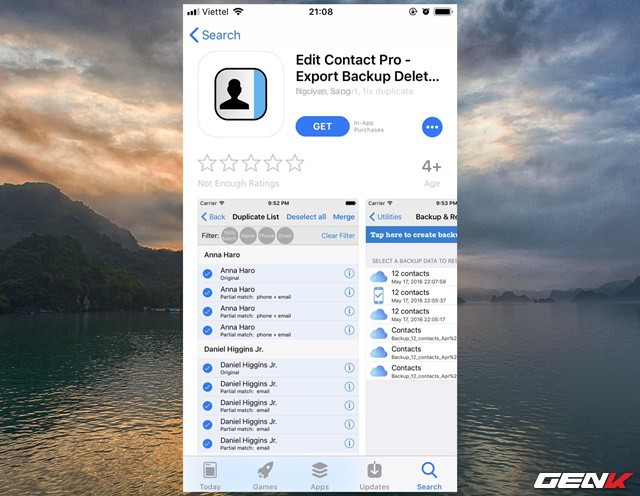 Viettel 21:08
Search
Edit Contact Pro -
Export Backup Delet...
GET
In-App
Purchases
4+
Not Enough Ratings
Age
Carrier 9:52 PM
Back Duplicate List Deselect all Merge
Filter: 100% Match Name Phone Email Clear Filter
Anna Haro
Anna Haro
Original
Anna Haro
Partial match: phone + email
Anna Haro
Partial match: phone + email
Anna Haro
Partial match: phone + email
Daniel Higgins Jr.
Daniel Higgins Jr.
Original
Daniel Higgins Jr.
Partial match: email
Daniel Higgins Jr.
Partial match: email
Daniel Higgins Jr.
Partial match: email
Daniel Higgins Jr.
Partial match: email
Carrier 9:53 PM
Utilities Backup & Re
Tap here to create backu
SELECT A BACKUP DATA TO RES
12 contacts
May 17, 2016 22:07:59
12 contacts
May 17, 2016 22:05:37
12 contacts
May 17, 2016 22:05:17
Contacts
Backup_12_contacts_Apr%2
Contacts
Backup_12_contacts_Apr%2
Contacts
Backup_12_contacts_Apr%2
Today Games Apps Updates Search
GENK